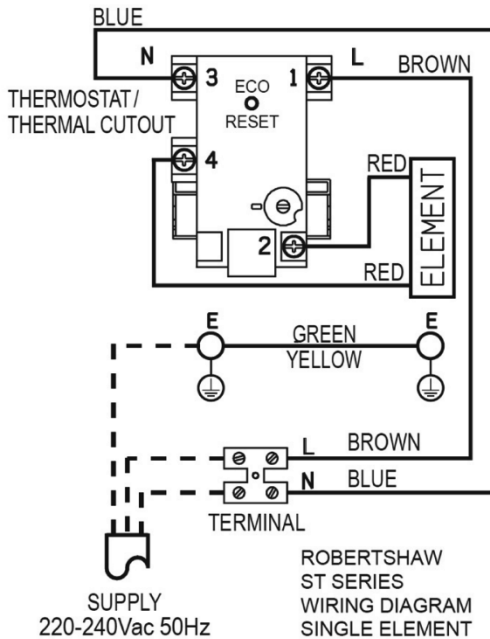 BLUE
N
L
BROWN
3
ECO
1
RESET
THERMOSTAT /
THERMAL CUTOUT
4
RED
ELEMENT
2
RED
E
E
GREEN
YELLOW
L
BROWN
N
BLUE
TERMINAL
SUPPLY
220-240Vac 50Hz
ROBERTSHAW
ST SERIES
WIRING DIAGRAM
SINGLE ELEMENT